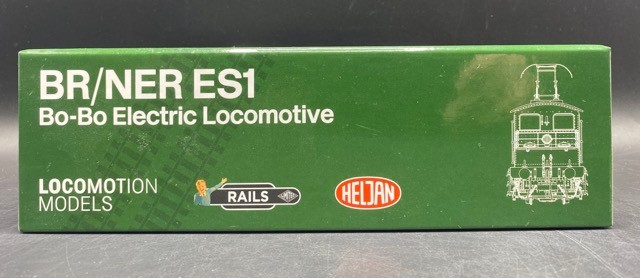 BR/NER ES1
Bo-Bo Electric Locomotive
LOCOMOTION
MODELS
RAILS
HELJAN